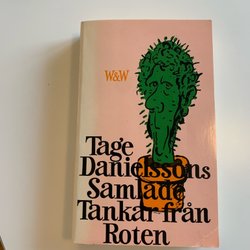 W&W
Tage
Danielssons
Samlade
Tankar från
Roten